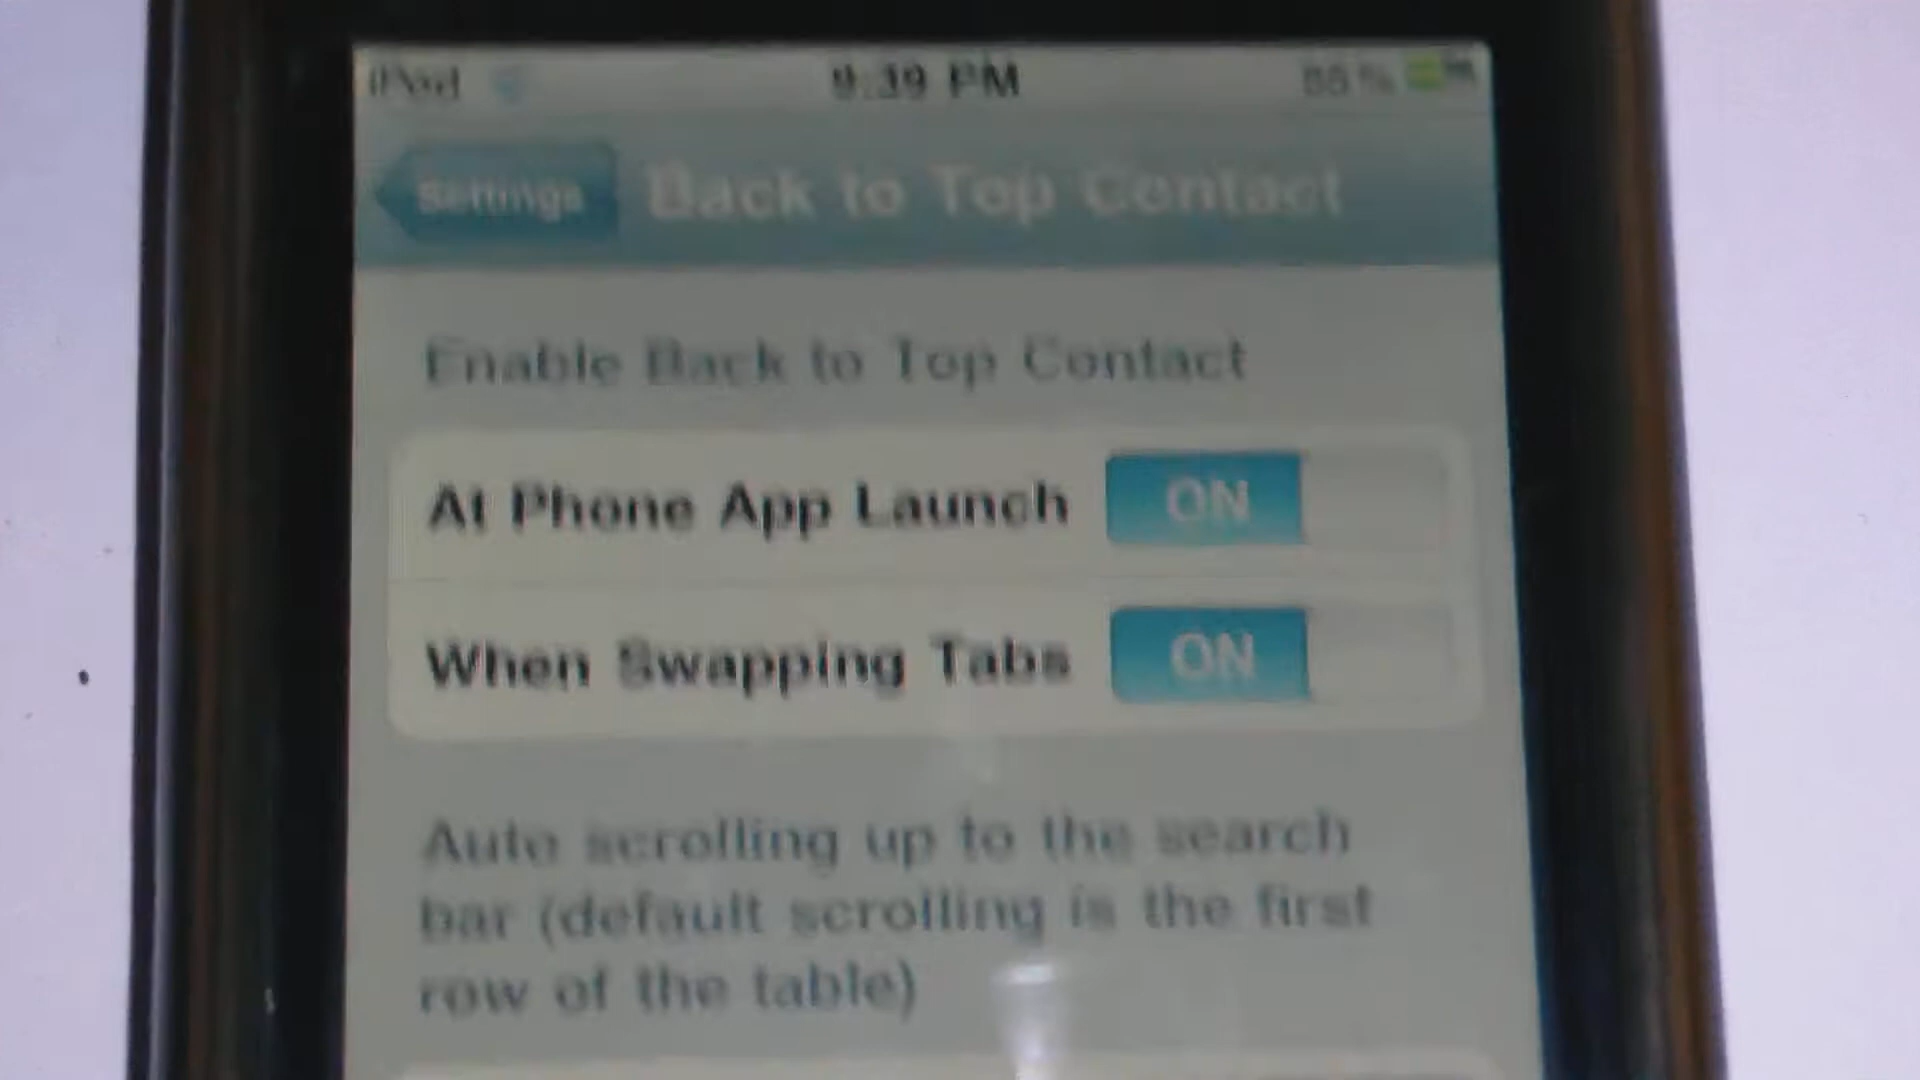 iPod 9:39 PM
Settings Back to Top Contact
Enable Back to Top Contact
At Phone App Launch ON
When Swapping Tabs ON
Auto scrolling up to the search
bar (default scrolling is the first
row of the table)